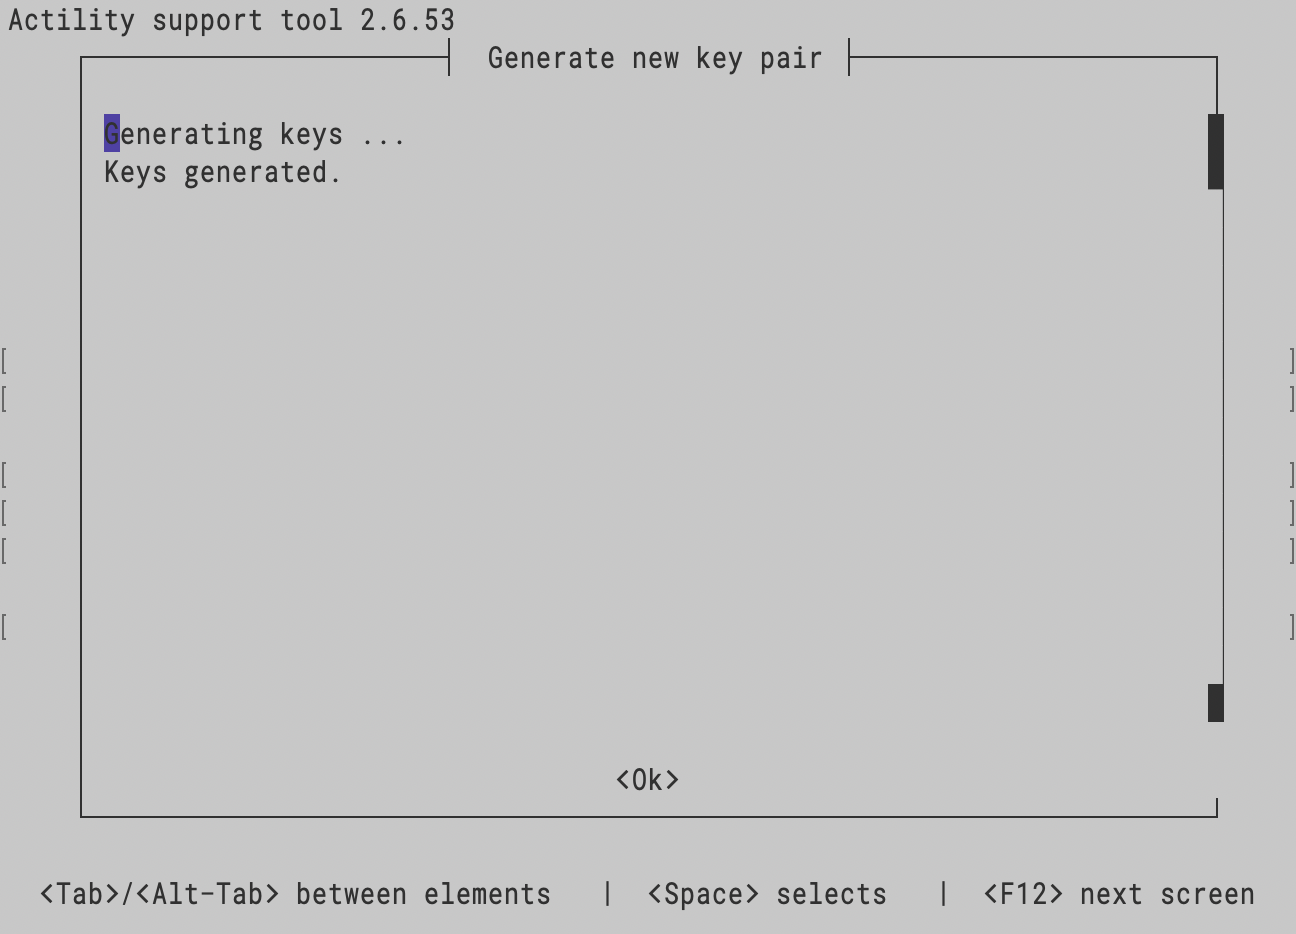 Actility support tool 2.6.53
Generate new key pair
Generating keys ...
Keys generated.
[ ]
[ ]
[ ]
[ ]
[ ]
[ ]
<Ok>
<Tab>/<Alt-Tab> between elements | <Space> selects | <F12> next screen